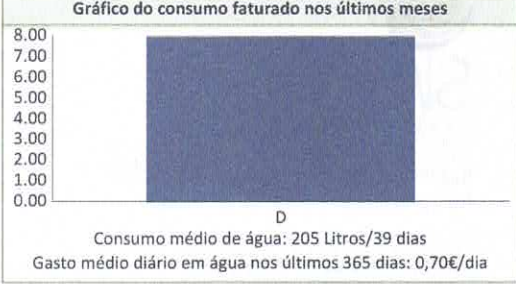 Gráfico do consumo faturado nos últimos meses
8.00
7.00
6.00
5.00
4.00
3.00
2.00
1.00
0.00
D
Consumo médio de água: 205 Litros/39 dias
Gasto médio diário em água nos últimos 365 dias: 0,70€/dia